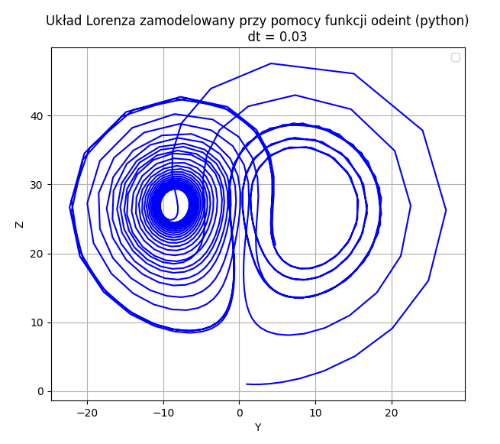 Układ Lorenza zamodelowany przy pomocy funkcji odeint (python)
dt = 0.03
40
30
20
10
0
Z
−20
−10
0
10
20
Y